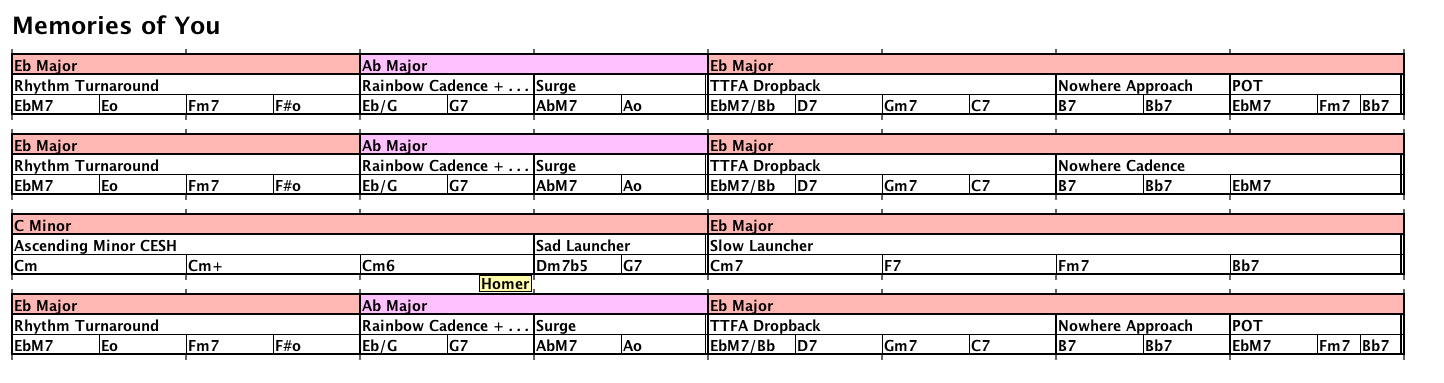 Memories of You
Eb Major Ab Major Eb Major
Rhythm Turnaround Rainbow Cadence + . . . Surge TTFA Dropback Nowhere Approach POT
EbM7 Eo Fm7 F#o Eb/G G7 AbM7 Ao EbM7/Bb D7 Gm7 C7 B7 Bb7 EbM7 Fm7 Bb7
Eb Major Ab Major Eb Major
Rhythm Turnaround Rainbow Cadence + . . . Surge TTFA Dropback Nowhere Cadence
EbM7 Eo Fm7 F#o Eb/G G7 AbM7 Ao EbM7/Bb D7 Gm7 C7 B7 Bb7 EbM7
C Minor Eb Major
Ascending Minor CESH Sad Launcher Slow Launcher
Cm Cm+ Cm6 Dm7b5 G7 Cm7 F7 Fm7 Bb7
Homer
Eb Major Ab Major Eb Major
Rhythm Turnaround Rainbow Cadence + . . . Surge TTFA Dropback Nowhere Approach POT
EbM7 Eo Fm7 F#o Eb/G G7 AbM7 Ao EbM7/Bb D7 Gm7 C7 B7 Bb7 EbM7 Fm7 Bb7